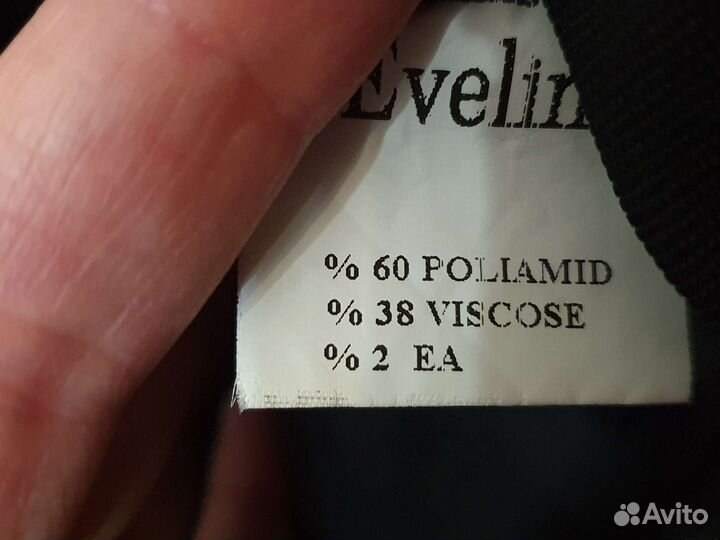 Evelin
% 60 POLIAMID
% 38 VISCOSE
% 2 EA
Avito